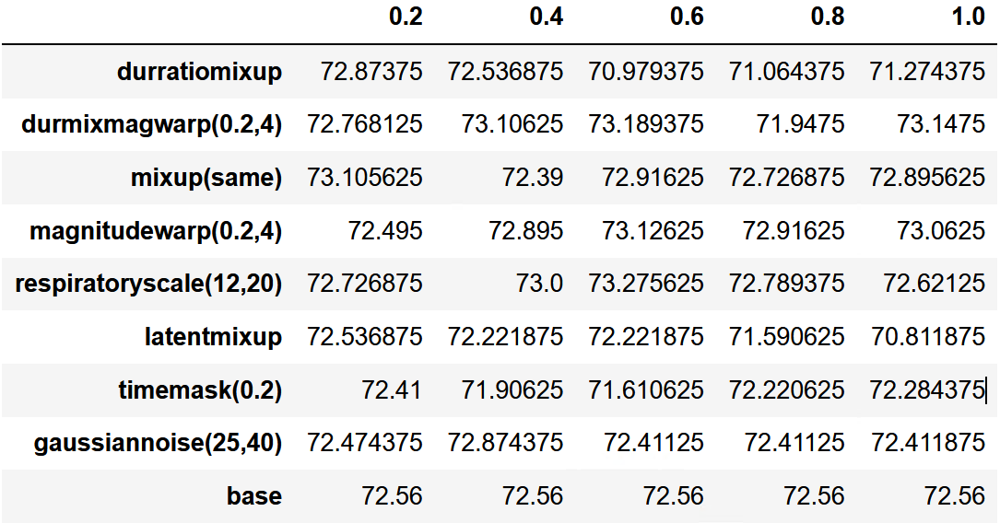 0.2 0.4 0.6 0.8 1.0
durratiomixup 72.87375 72.536875 70.979375 71.064375 71.274375
durmixmagwarp(0.2,4) 72.768125 73.10625 73.189375 71.9475 73.1475
mixup(same) 73.105625 72.39 72.91625 72.726875 72.895625
magnitudewarp(0.2,4) 72.495 72.895 73.12625 72.91625 73.0625
respiratoryscale(12,20) 72.726875 73.0 73.275625 72.789375 72.62125
latentmixup 72.536875 72.221875 72.221875 71.590625 70.811875
timemask(0.2) 72.41 71.90625 71.610625 72.220625 72.284375
gaussiannoise(25,40) 72.474375 72.874375 72.41125 72.41125 72.411875
base 72.56 72.56 72.56 72.56 72.56